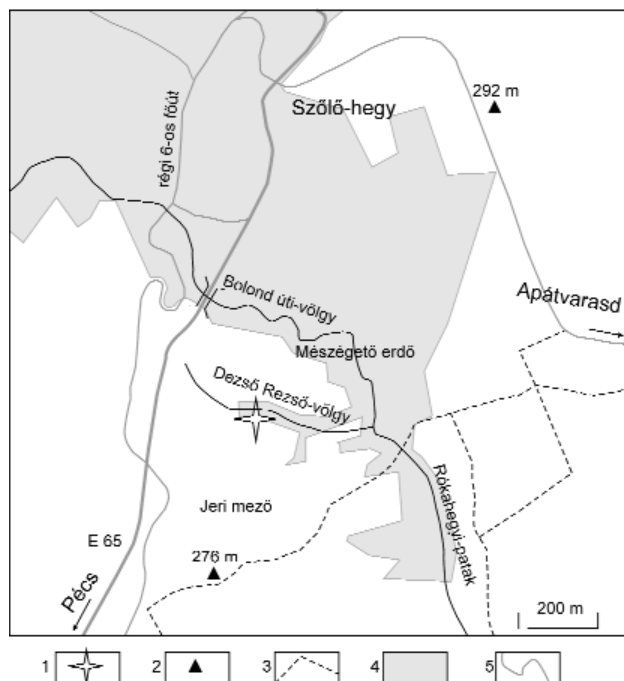 292 m
Szőlő-hegy
régi 6-os főút
Bolond úti-völgy
Apátvarasd
Mészégető erdő
Dezső Rezső-völgy
Jeri mező
Rókahegyi-patak
E 65
276 m
Pécs
200 m
1 2 3 4 5